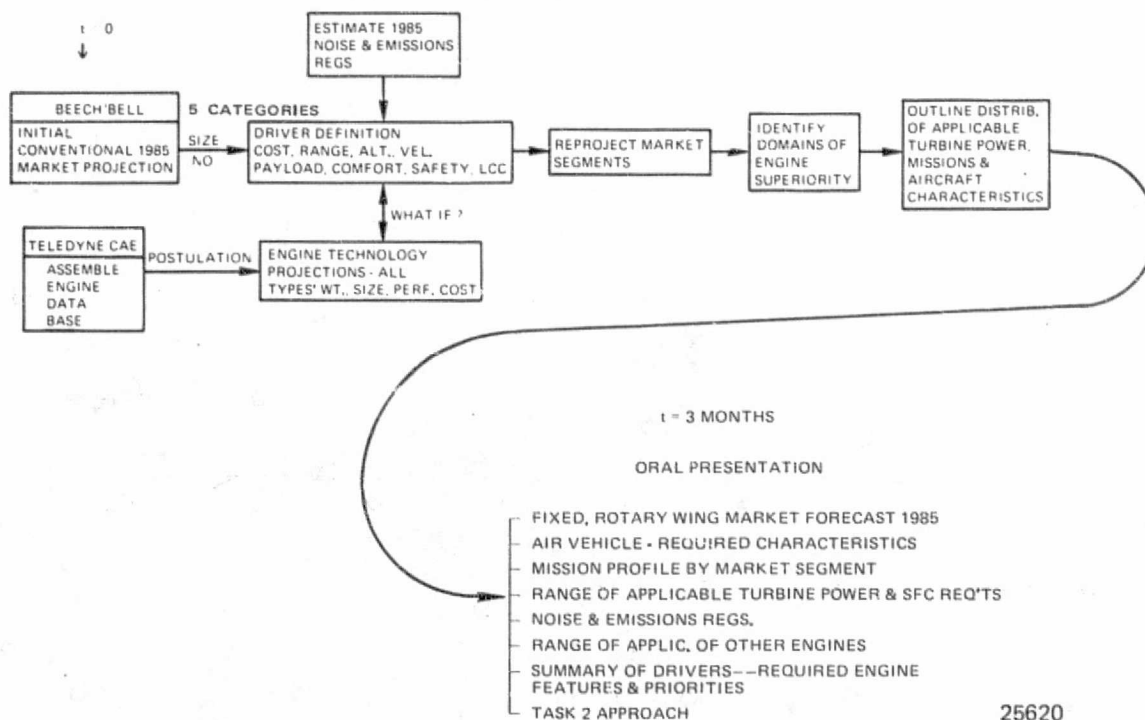 t 0
ESTIMATE 1985
NOISE & EMISSIONS
REGS
BEECH'BELL
INITIAL
CONVENTIONAL 1985
MARKET PROJECTION
5 CATEGORIES
SIZE
NO
DRIVER DEFINITION
COST, RANGE, ALT., VEL.
PAYLOAD, COMFORT, SAFETY, LCC
REPROJECT MARKET
SEGMENTS
IDENTIFY
DOMAINS OF
ENGINE
SUPERIORITY
OUTLINE DISTRIB.
OF APPLICABLE
TURBINE POWER,
MISSIONS &
AIRCRAFT
CHARACTERISTICS
WHAT IF ?
TELEDYNE CAE
ASSEMBLE
ENGINE
DATA
BASE
POSTULATION
ENGINE TECHNOLOGY
PROJECTIONS - ALL
TYPES' WT., SIZE, PERF, COST
t = 3 MONTHS
ORAL PRESENTATION
FIXED, ROTARY WING MARKET FORECAST 1985
AIR VEHICLE - REQUIRED CHARACTERISTICS
MISSION PROFILE BY MARKET SEGMENT
RANGE OF APPLICABLE TURBINE POWER & SFC REQ'TS
NOISE & EMISSIONS REGS.
RANGE OF APPLIC. OF OTHER ENGINES
SUMMARY OF DRIVERS--REQUIRED ENGINE
FEATURES & PRIORITIES
TASK 2 APPROACH
25620